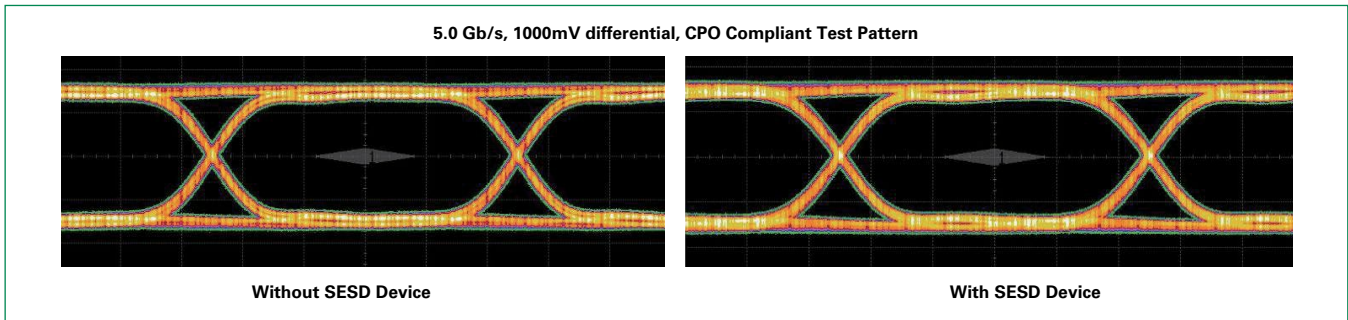 5.0 Gb/s, 1000mV differential, CPO Compliant Test Pattern
Without SESD Device
With SESD Device